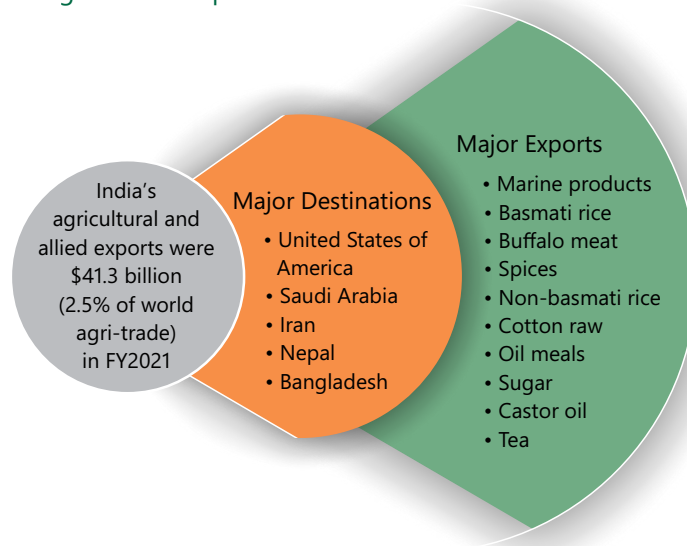 India's
agricultural and
allied exports were
$41.3 billion
(2.5% of world
agri-trade)
in FY2021
Major Destinations
• United States of
America
• Saudi Arabia
• Iran
• Nepal
• Bangladesh
Major Exports
• Marine products
• Basmati rice
• Buffalo meat
• Spices
• Non-basmati rice
• Cotton raw
• Oil meals
• Sugar
• Castor oil
• Tea